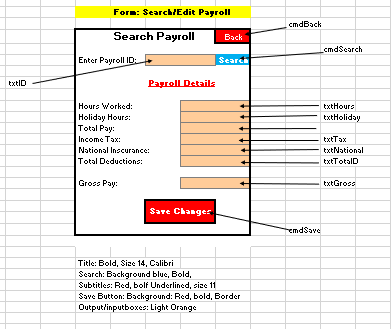 Form: Search/Edit Payroll
cmdBack
Search Payroll
Back
cmdSearch
Enter Payroll ID:
Search
txtID
Payroll Details
Hours Worked:
txtHours
Holiday Hours:
txtHoliday
Total Pay:
txtPay
Income Tax:
txtTax
National Insurance:
txtNational
Total Deductions:
txtTotalD
Gross Pay:
txtGross
Save Changes
cmdSave
Title: Bold, Size 14, Calibri
Search: Background blue, Bold,
Subtitles: Red, bolf Underlined, size 11
Save Button: Background: Red, bold, Border
Output/inputboxes: Light Orange